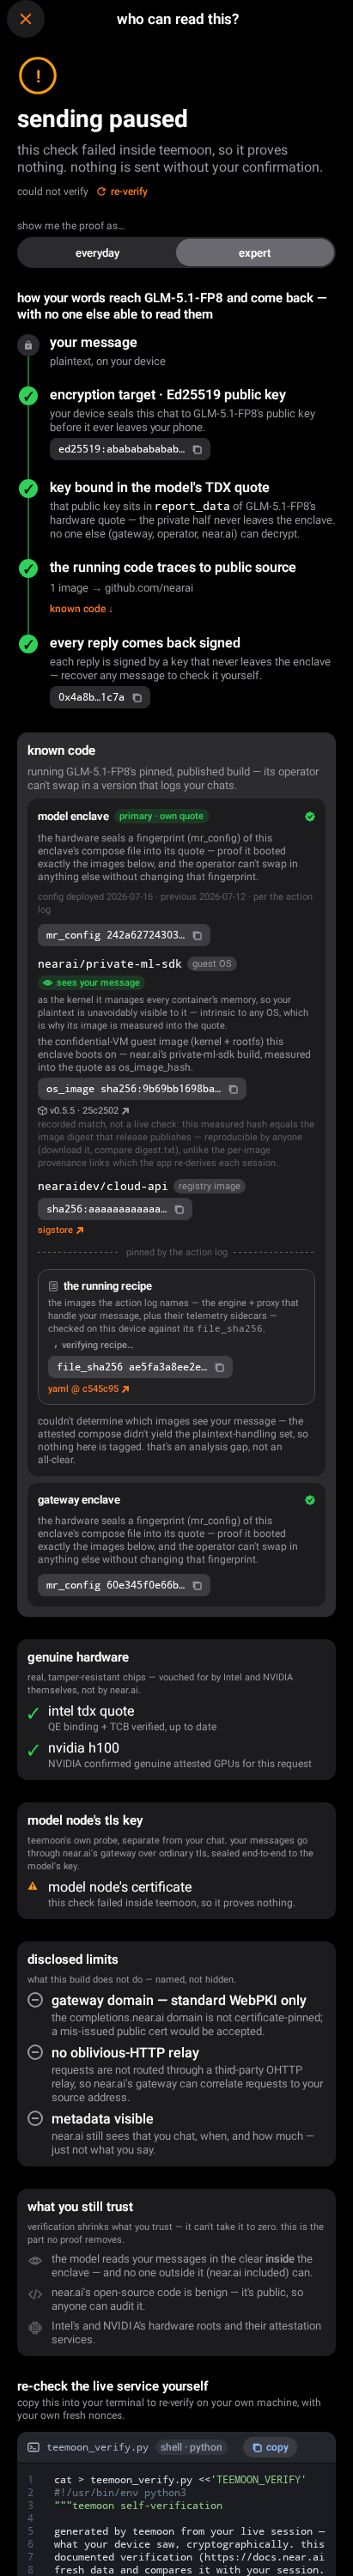 who can read this?
!
sending paused
this check failed inside teemoon, so it proves
nothing. nothing is sent without your confirmation.
could not verify re-verify
show me the proof as...
everyday expert
how your words reach GLM-5.1-FP8 and come back —
with no one else able to read them
your message
plaintext, on your device
encryption target · Ed25519 public key
your device seals this chat to GLM-5.1-FP8's public key
before it ever leaves your phone.
ed25519:abababababab…
key bound in the model's TDX quote
that public key sits in report_data of GLM-5.1-FP8's
hardware quote — the private half never leaves the enclave.
no one else (gateway, operator, near.ai) can decrypt.
the running code traces to public source
1 image → github.com/nearai
known code ↓
every reply comes back signed
each reply is signed by a key that never leaves the enclave
— recover any message to check it yourself.
0x4a8b…1c7a
known code
running GLM-5.1-FP8's pinned, published build — its operator
can't swap in a version that logs your chats.
model enclave primary · own quote
the hardware seals a fingerprint (mr_config) of this
enclave's compose file into its quote — proof it booted
exactly the images below, and the operator can't swap in
anything else without changing that fingerprint.
config deployed 2026-07-16 · previous 2026-07-12 · per the action
log
mr_config 242a62724303…
nearai/private-ml-sdk guest OS
sees your message
as the kernel it manages every container's memory, so your
plaintext is unavoidably visible to it — intrinsic to any OS, which
is why its image is measured into the quote.
the confidential-VM guest image (kernel + rootfs) this
enclave boots on — near.ai's private-ml-sdk build, measured
into the quote as os_image_hash.
os_image sha256:9b69bb1698ba…
v0.5.5 · 25c2502
recorded match, not a live check: this measured hash equals the
image digest that release publishes — reproducible by anyone
(download it, compare digest.txt), unlike the per-image
provenance links which the app re-derives each session.
nearaidev/cloud-api registry image
sha256:aaaaaaaaaaaa…
sigstore
pinned by the action log
the running recipe
the images the action log names — the engine + proxy that
handle your message, plus their telemetry sidecars —
checked on this device against its file_sha256.
verifying recipe…
file_sha256 ae5fa3a8ee2e…
yaml @ c545c95
couldn't determine which images see your message — the
attested compose didn't yield the plaintext-handling set, so
nothing here is tagged. that's an analysis gap, not an
all-clear.
gateway enclave
the hardware seals a fingerprint (mr_config) of this
enclave's compose file into its quote — proof it booted
exactly the images below, and the operator can't swap in
anything else without changing that fingerprint.
mr_config 60e345f0e66b…
genuine hardware
real, tamper-resistant chips — vouched for by Intel and NVIDIA
themselves, not by near.ai.
intel tdx quote
QE binding + TCB verified, up to date
nvidia h100
NVIDIA confirmed genuine attested GPUs for this request
model node's tls key
teemoon's own probe, separate from your chat. your messages go
through near.ai's gateway over ordinary tls, sealed end-to-end to the
model's key.
model node's certificate
this check failed inside teemoon, so it proves nothing.
disclosed limits
what this build does not do — named, not hidden.
gateway domain — standard WebPKI only
the completions.near.ai domain is not certificate-pinned;
a mis-issued public cert would be accepted.
no oblivious-HTTP relay
requests are not routed through a third-party OHTTP
relay, so near.ai's gateway can correlate requests to your
source address.
metadata visible
near.ai still sees that you chat, when, and how much —
just not what you say.
what you still trust
verification shrinks what you trust — it can't take it to zero. this is the
part no proof removes.
the model reads your messages in the clear inside the
enclave — and no one outside it (near.ai included) can.
near.ai's open-source code is benign — it's public, so
anyone can audit it.
Intel's and NVIDIA's hardware roots and their attestation
services.
re-check the live service yourself
copy this into your terminal to re-verify on your own machine, with
your own fresh nonces.
teemoon_verify.py shell · python copy
1 cat > teemoon_verify.py <<'TEEMOON_VERIFY'
2 #!/usr/bin/env python3
3 """teemoon self-verification
4
5 generated by teemoon from your live session —
6 what your device saw, cryptographically. this
7 documented verification (https://docs.near.ai
8 fresh data and compares it with your session.